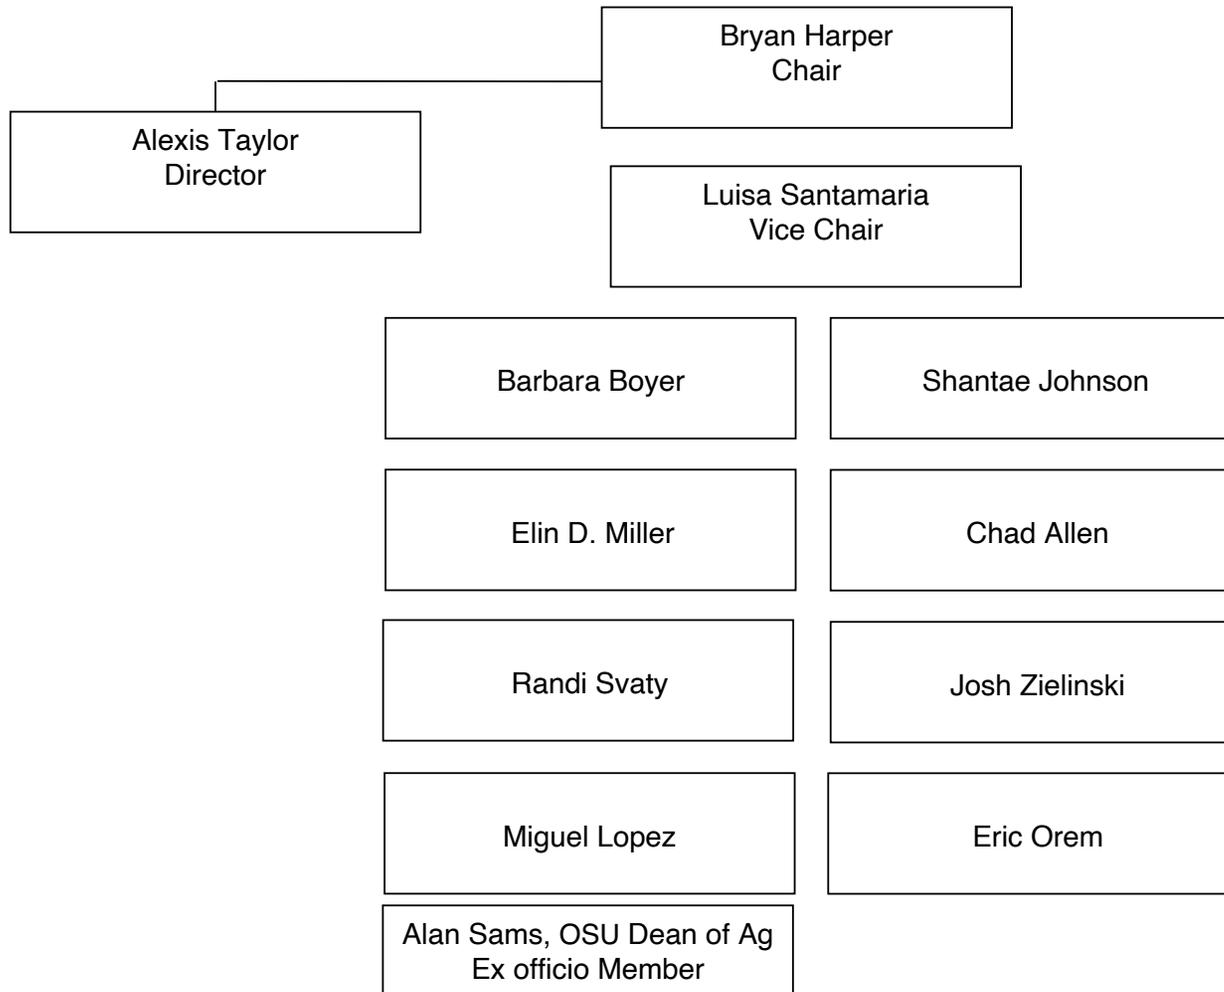 Bryan Harper
Chair
Alexis Taylor
Director
Luisa Santamaria
Vice Chair
Barbara Boyer
Shantae Johnson
Elin D. Miller
Chad Allen
Randi Svaty
Josh Zielinski
Miguel Lopez
Eric Orem
Alan Sams, OSU Dean of Ag
Ex officio Member